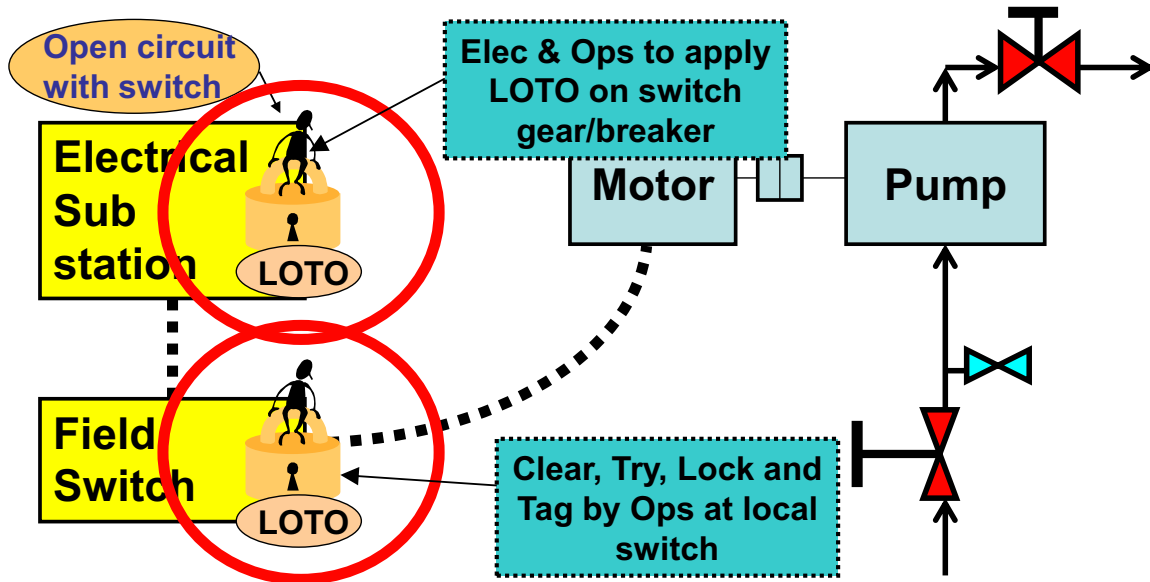 Open circuit
with switch
Elec & Ops to apply
LOTO on switch
gear/breaker
Electrical
Sub
station
LOTO
Motor
Pump
Field
Switch
LOTO
Clear, Try, Lock and
Tag by Ops at local
switch